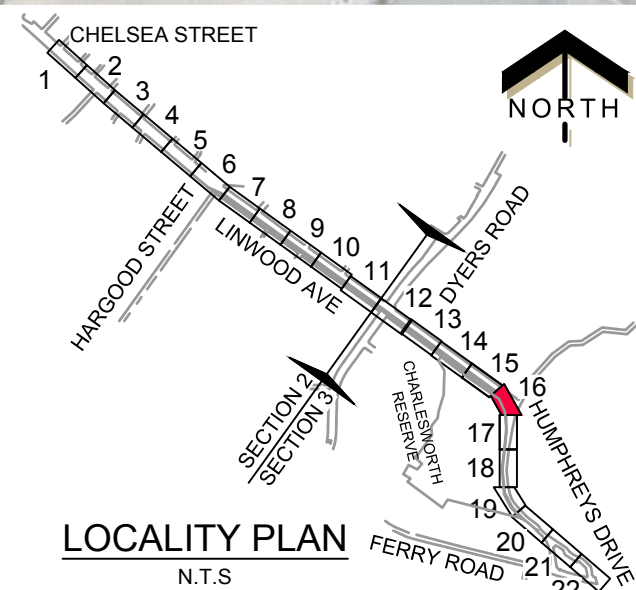 CHELSEA STREET
1
2
3
4
5
6
7
8
9
10
11
12
13
14
15
16
17
18
19
20
21
22
NORTH
HARGOOD STREET
LINWOOD AVE
DYERS ROAD
SECTION 2
SECTION 3
CHARLESWORTH
RESERVE
HUMPHREYS DRIVE
FERRY ROAD
LOCALITY PLAN
N.T.S